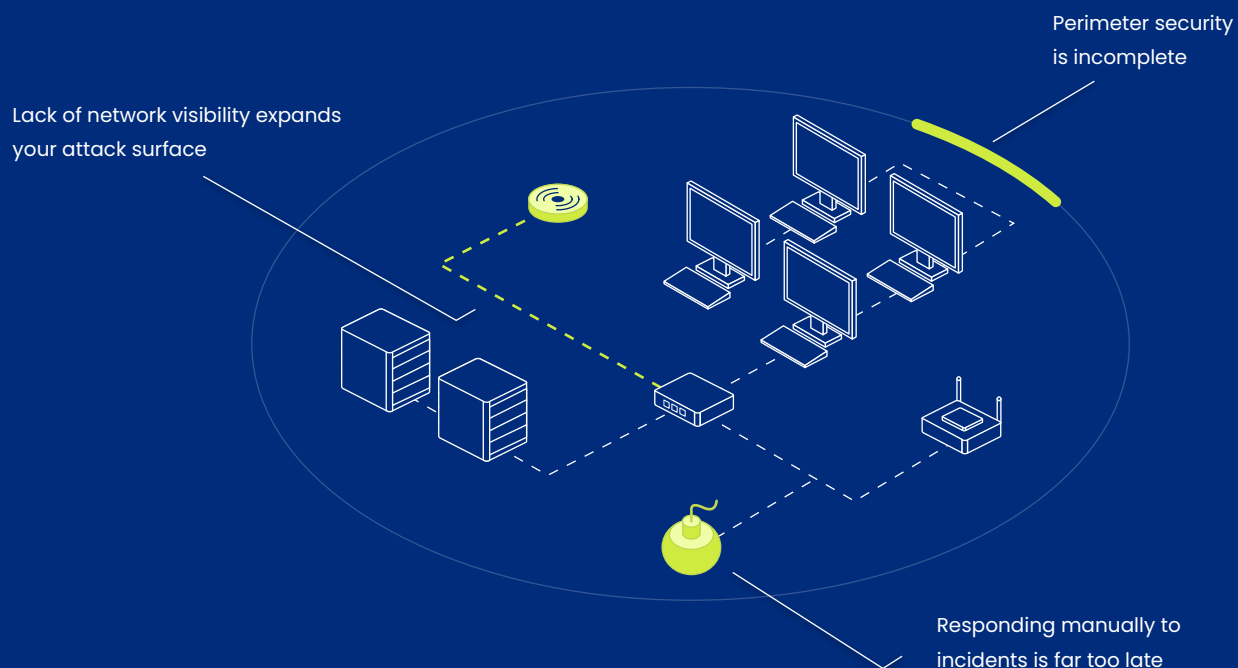 Perimeter security
is incomplete
Lack of network visibility expands
your attack surface
Responding manually to
incidents is far too late